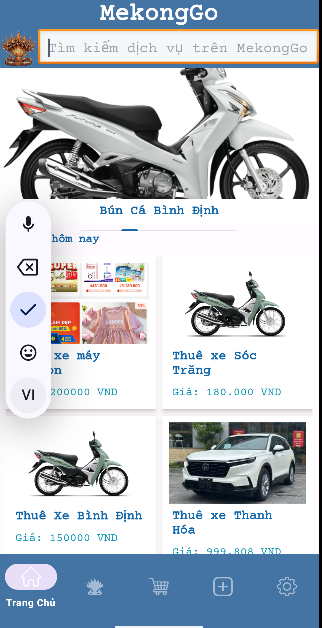 MekongGo
Tìm kiếm dịch vụ trên MekongGo
Bún Cá Bình Định
hôm nay
xe máy
200000 VND
Thuê xe Sóc
Trăng
Giá: 180.000 VND
VI
Thuê Xe Bình Định
Giá: 150000 VND
Thuê xe Thanh
Hóa
Giá: 999.808 VND
Trang Chủ